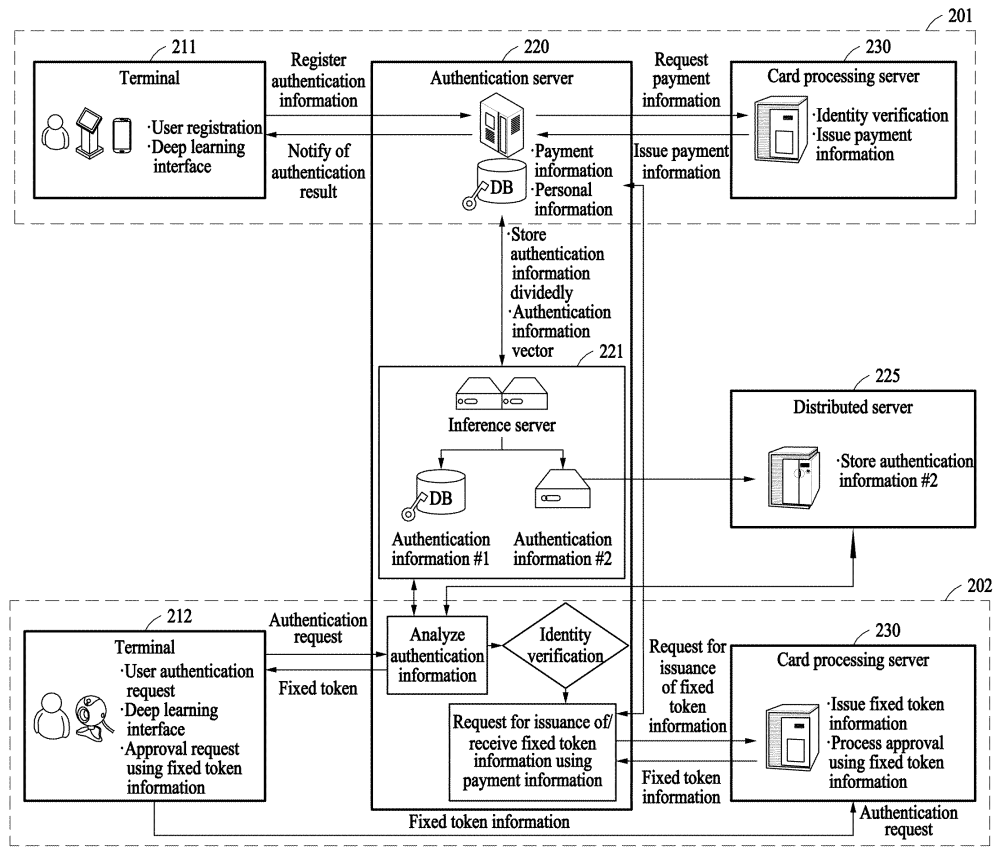 201
211
Terminal
·User registration
·Deep learning
interface
Register
authentication
information
Notify of
authentication
result
220
Authentication server
DB
·Payment
information
·Personal
information
Request
payment
information
Issue payment
information
230
Card processing server
·Identity verification
·Issue payment
information
·Store
authentication
information
dividedly
·Authentication
information
vector
221
Inference server
DB
Authentication
information #1
Authentication
information #2
225
Distributed server
·Store authentication
information #2
202
212
Terminal
·User authentication
request
·Deep learning
interface
·Approval request
using fixed token
information
Authentication
request
Fixed token
Analyze
authentication
information
Identity
verification
Request for issuance of/
receive fixed token
information using
payment information
Request for
issuance
of fixed
token
information
Fixed token
information
230
Card processing server
·Issue fixed token
information
·Process approval
using fixed token
information
Fixed token information
Authentication
request